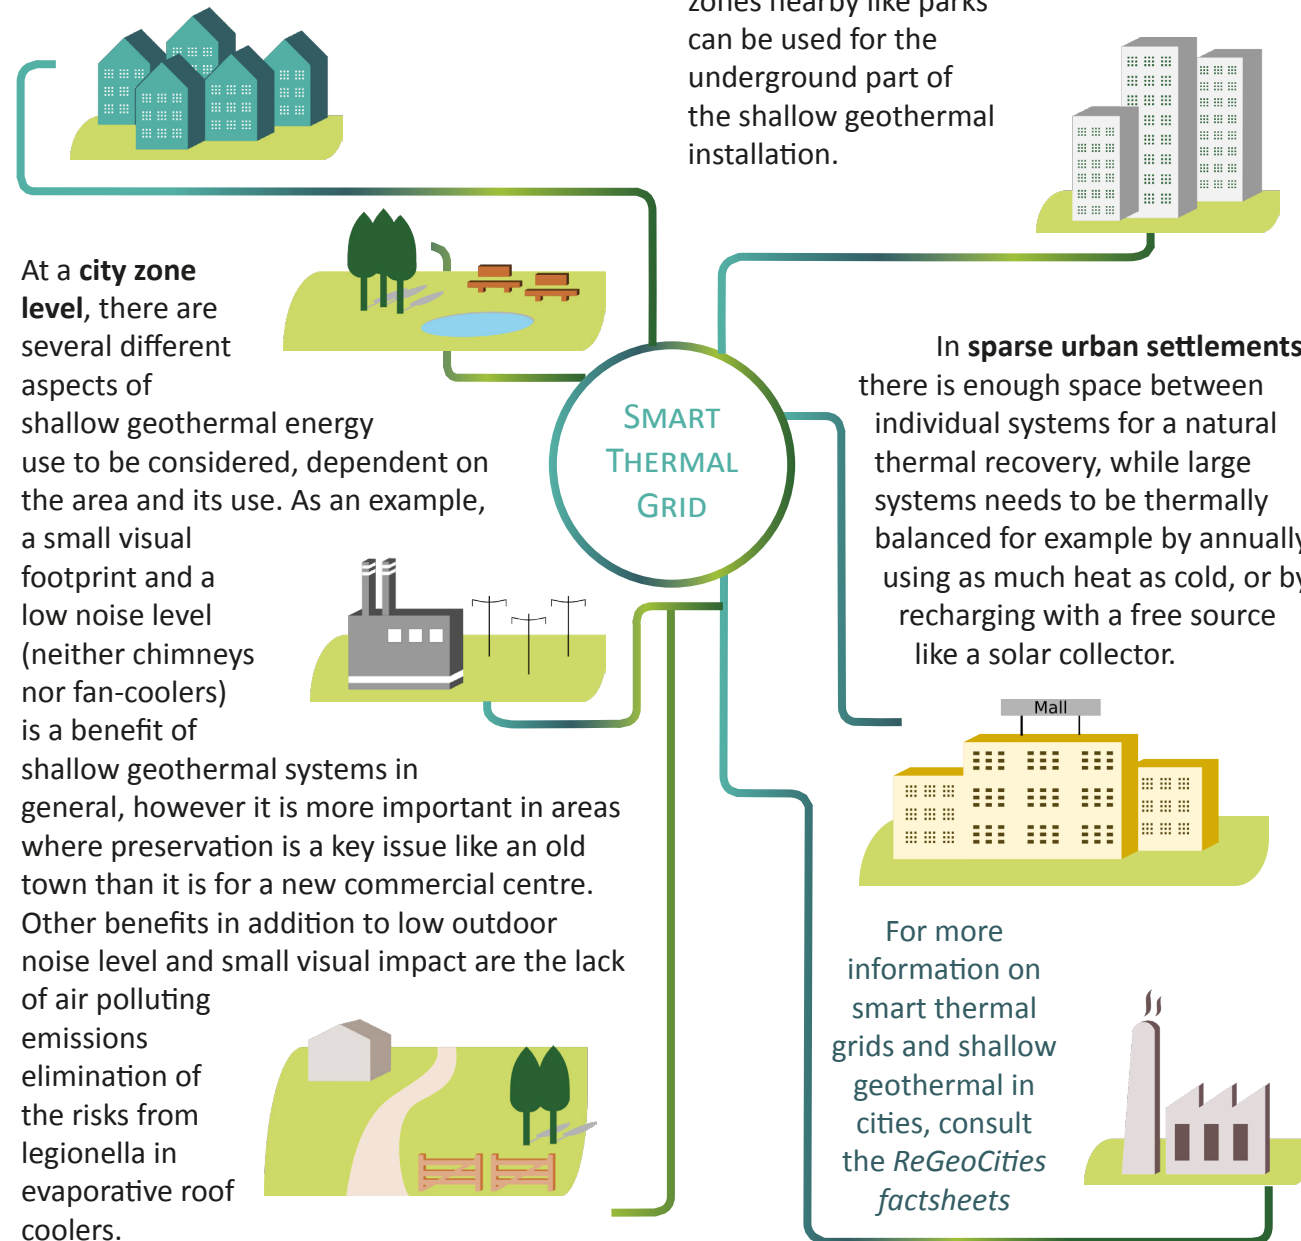 zones nearby like parks
can be used for the
underground part of
the shallow geothermal
installation.
At a city zone
level, there are
several different
aspects of
shallow geothermal energy
use to be considered, dependent on
the area and its use. As an example,
a small visual
footprint and a
low noise level
(neither chimneys
nor fan-coolers)
is a benefit of
shallow geothermal systems in
general, however it is more important in areas
where preservation is a key issue like an old
town than it is for a new commercial centre.
Other benefits in addition to low outdoor
noise level and small visual impact are the lack
of air polluting
emissions
elimination of
the risks from
legionella in
evaporative roof
coolers.
SMART
THERMAL
GRID
In sparse urban settlements
there is enough space between
individual systems for a natural
thermal recovery, while large
systems needs to be thermally
balanced for example by annually
using as much heat as cold, or by
recharging with a free source
like a solar collector.
Mall
For more
information on
smart thermal
grids and shallow
geothermal in
cities, consult
the ReGeoCities
factsheets